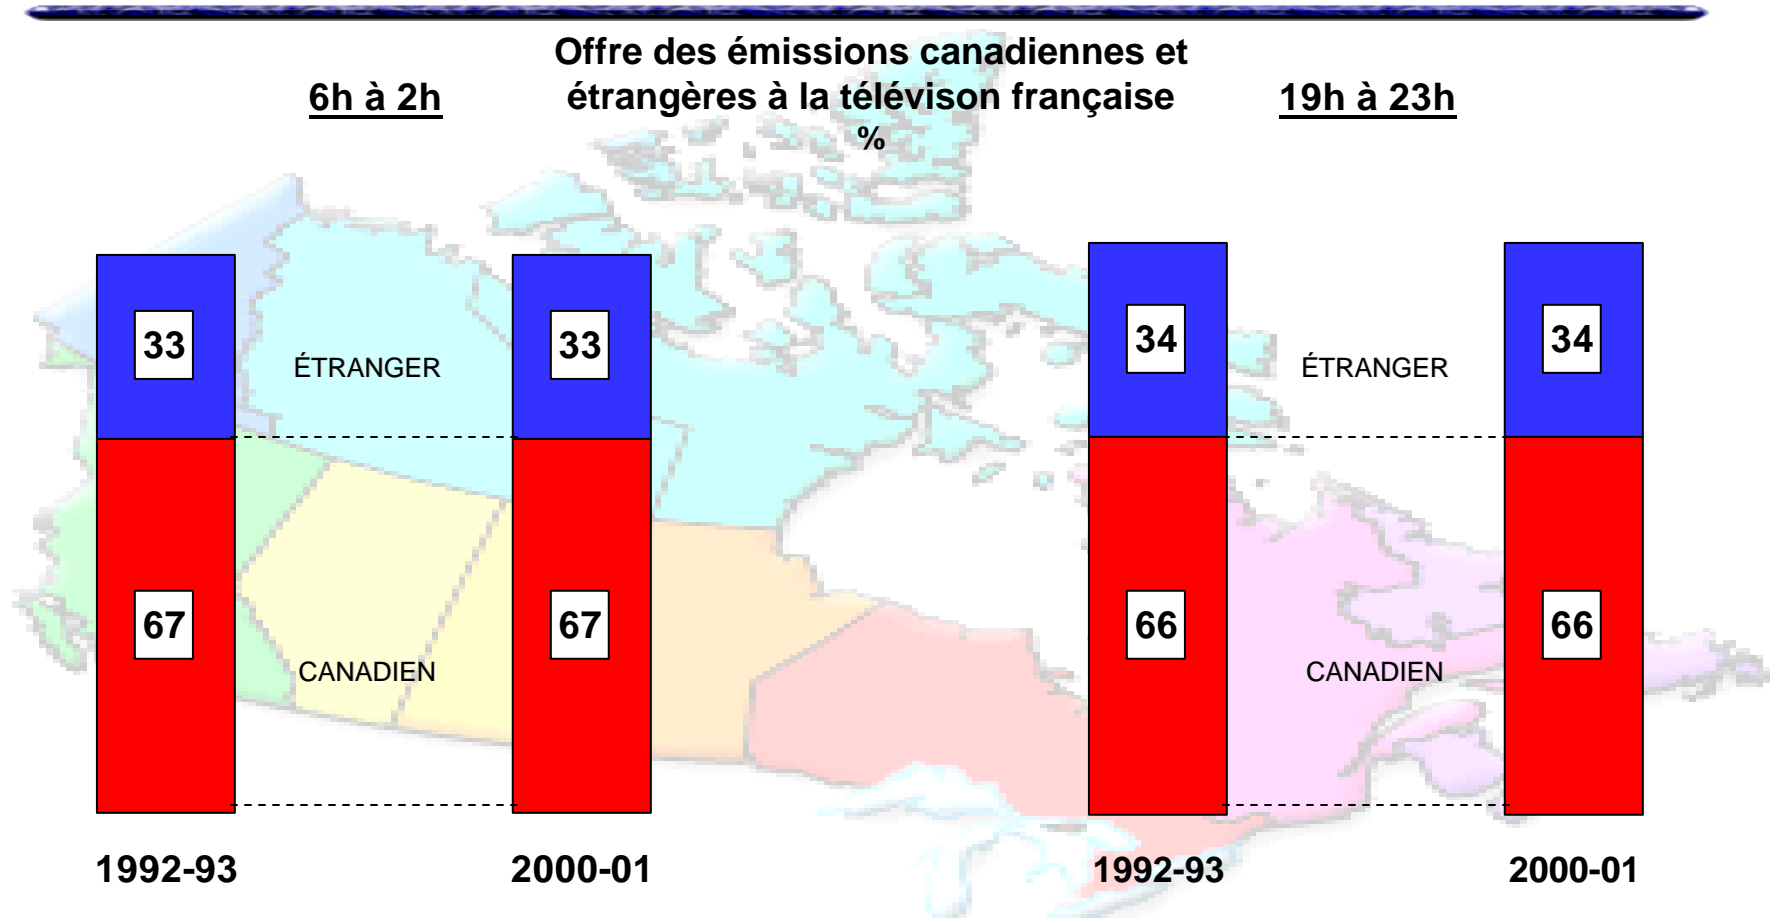 Offre des émissions canadiennes et
étrangères à la télévison française
%
6h à 2h
19h à 23h
33
33
34
34
ÉTRANGER
ÉTRANGER
67
67
66
66
CANADIEN
CANADIEN
1992-93
2000-01
1992-93
2000-01